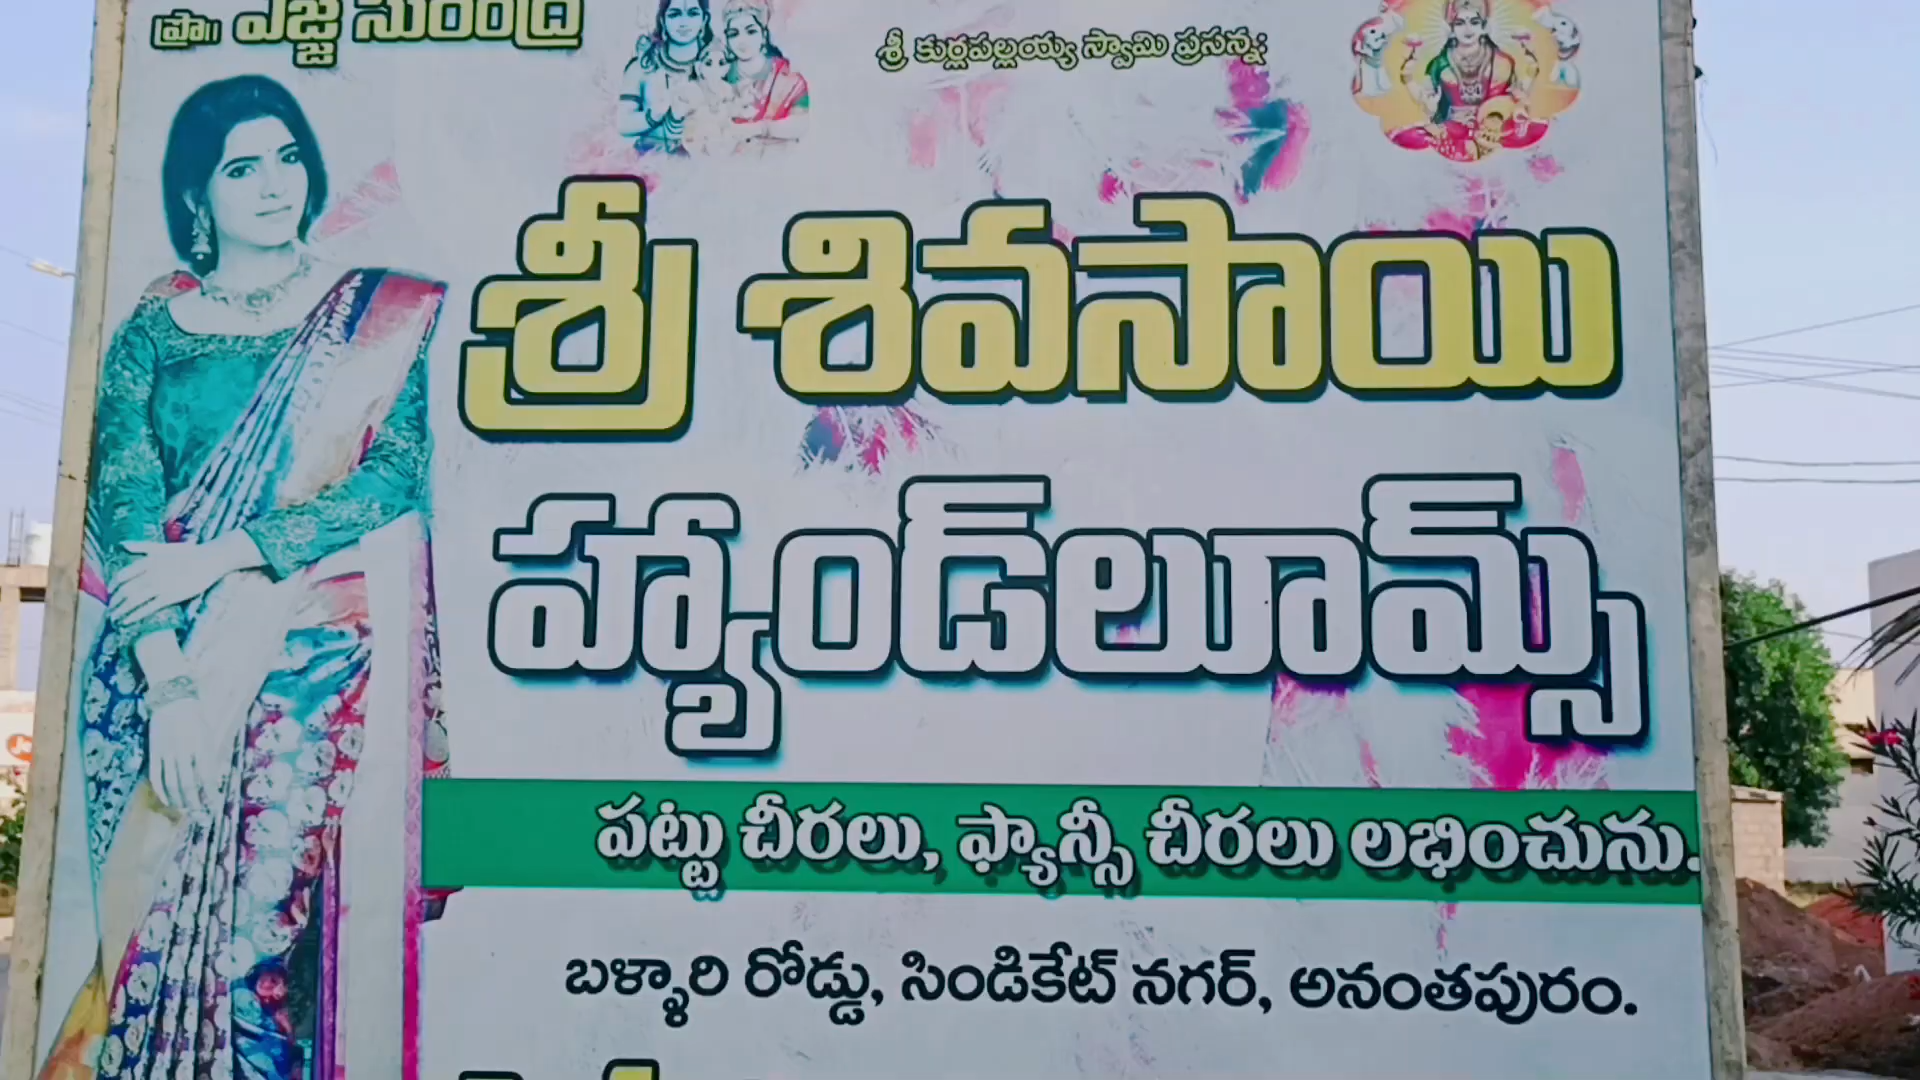 ప్రొ॥ ఎజ్జ సురేంద్ర
శ్రీ కుర్లపల్లయ్య స్వామి ప్రసన్న:
శ్రీ శివసాయి
హ్యాండ్‌లూమ్స్
పట్టు చీరలు, ఫ్యాన్సీ చీరలు లభించును.
బళ్ళారి రోడ్డు, సిండికేట్ నగర్, అనంతపురం.